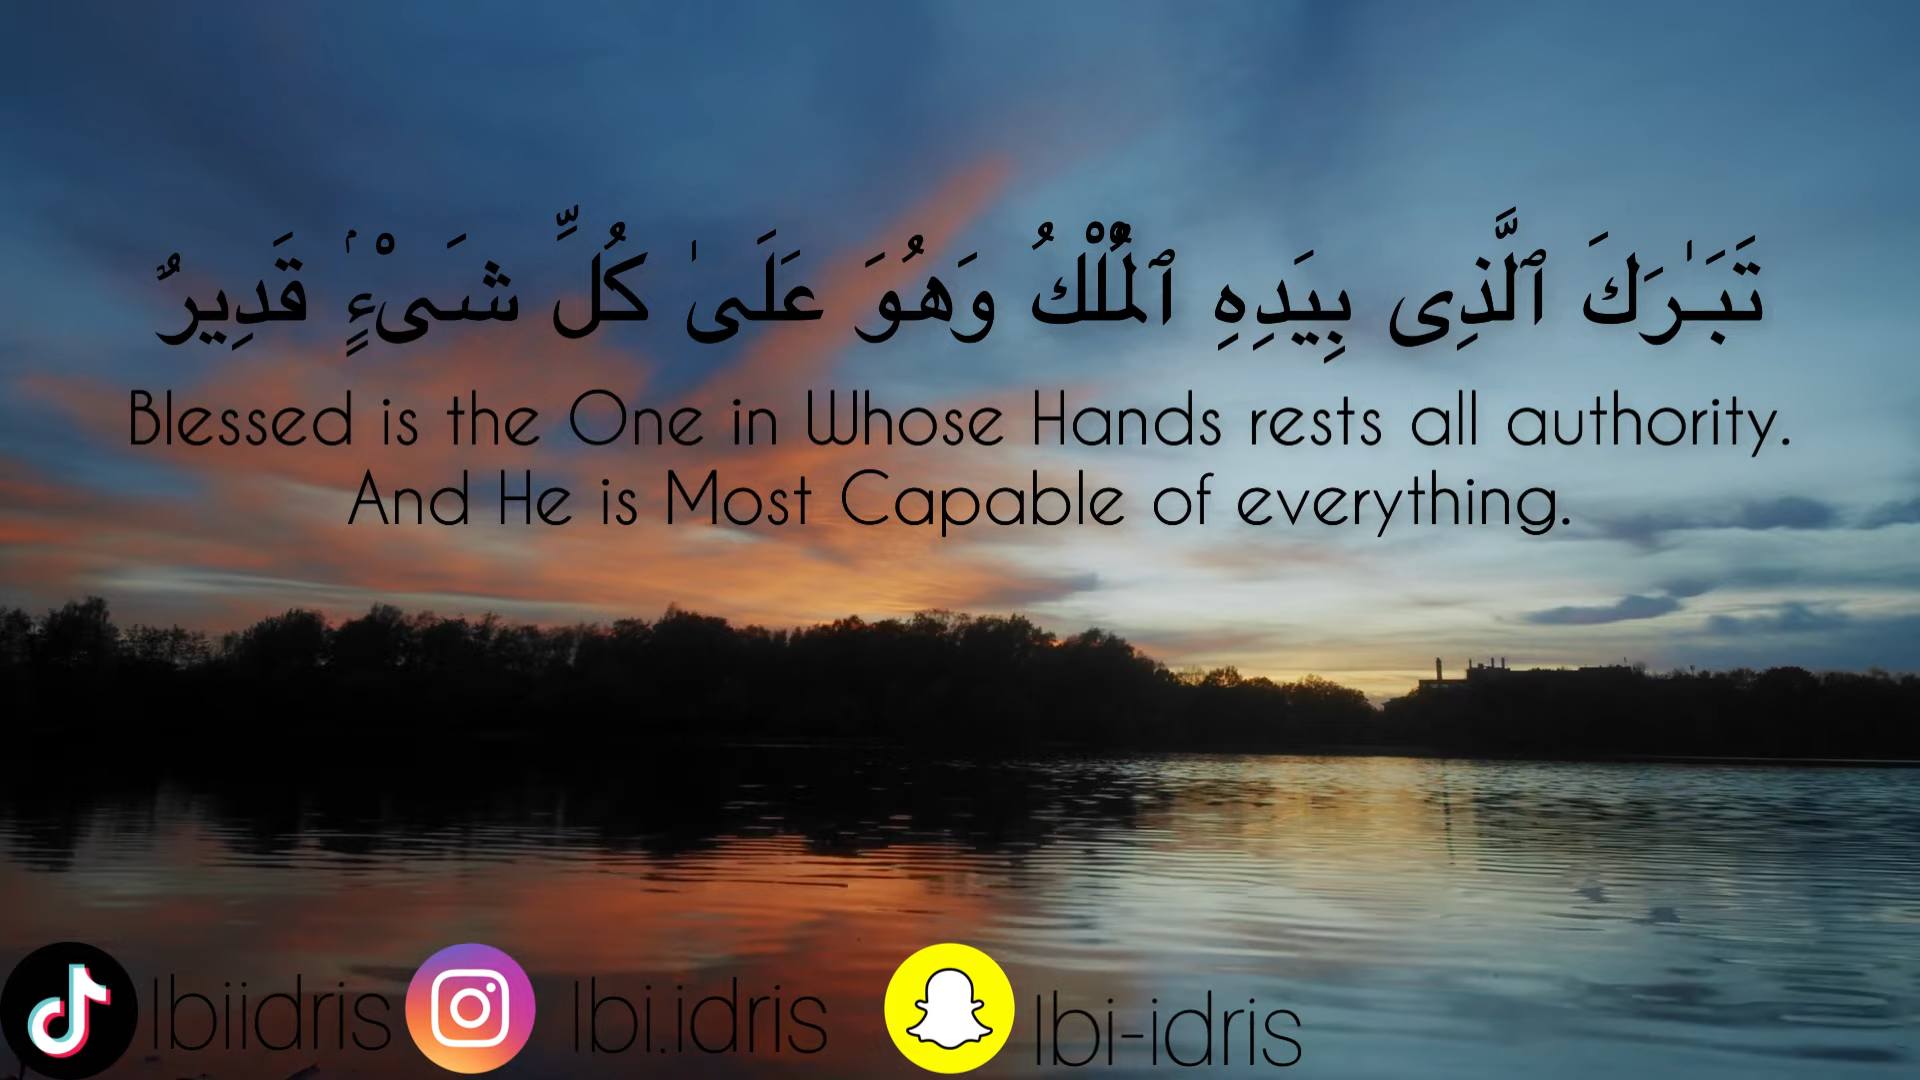 تَبَـٰرَكَ ٱلَّذِى بِيَدِهِ ٱلْمُلْكُ وَهُوَ عَلَىٰ كُلِّ شَىْءٍۢ قَدِيرٌ
Blessed is the One in Whose Hands rests all authority.
And He is Most Capable of everything.
Ibiidris Ibi.idris Ibi-idris